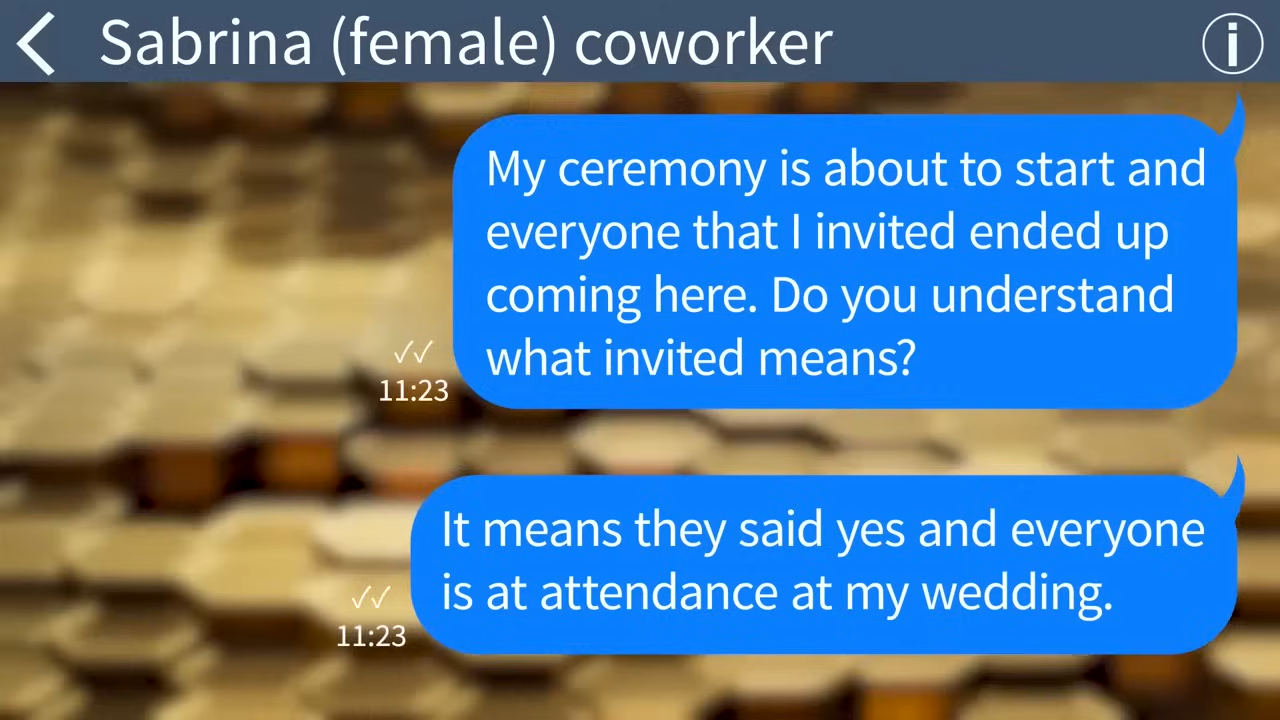 Sabrina (female) coworker
My ceremony is about to start and
everyone that I invited ended up
coming here. Do you understand
what invited means?
11:23
It means they said yes and everyone
is at attendance at my wedding.
11:23